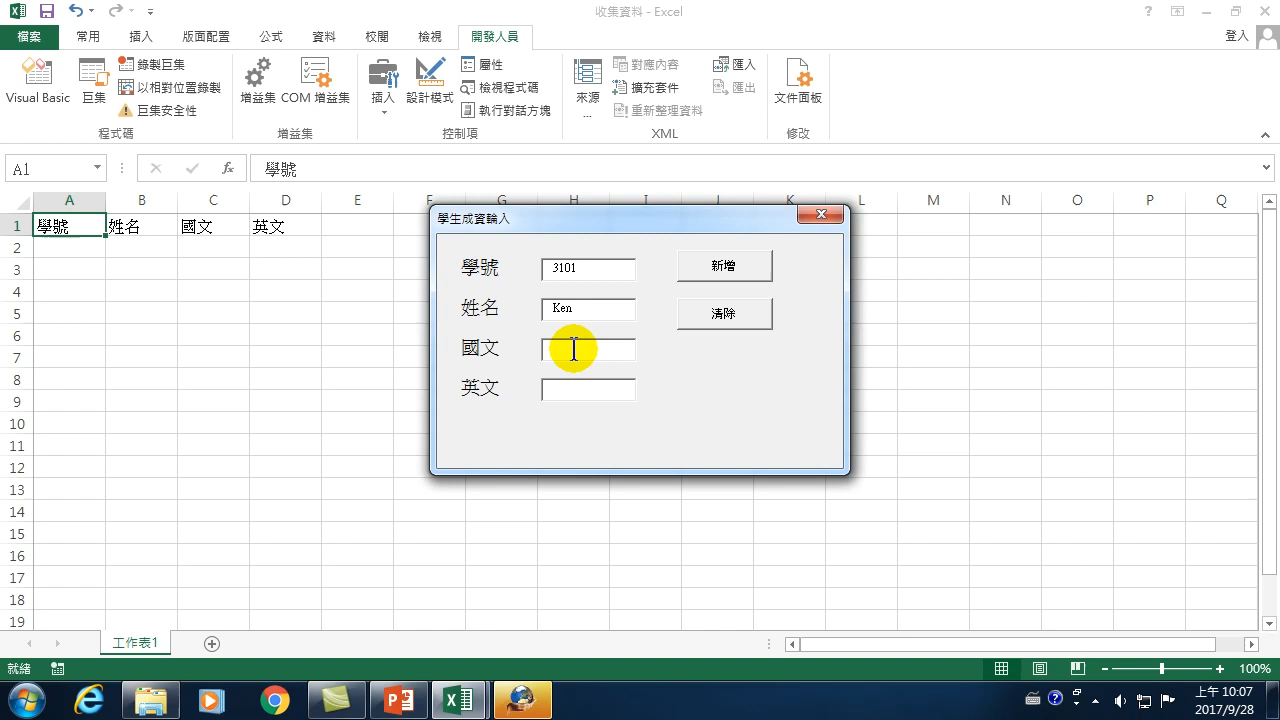 收集資料 - Excel
檔案 常用 插入 版面配置 公式 資料 校閱 檢視 開發人員 登入
Visual Basic 巨集 錄製巨集 以相對位置錄製 巨集安全性 增益集 COM 增益集 插入 設計模式 屬性 檢視程式碼 執行對話方塊 來源 ... 對應內容 擴充套件 重新整理資料 匯入 匯出 文件面板
程式碼 增益集 控制項 XML 修改
A1 fx 學號
A B C D E F G H I J K L M N O P Q
1 學號 姓名 國文 英文
2
3
4
5
6
7
8
9
10
11
12
13
14
15
16
17
18
19
學生成資輸入
學號 3101 新增
姓名 Ken 清除
國文
英文
工作表1
就緒 100%
上午 10:07
2017/9/28